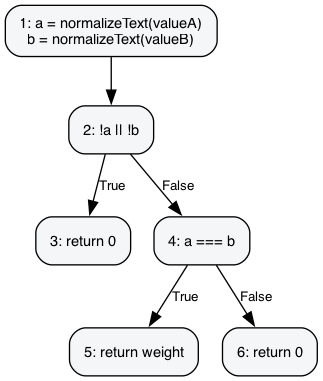 1: a = normalizeText(valueA)
b = normalizeText(valueB)
2: !a || !b
True
False
3: return 0
4: a === b
True
False
5: return weight
6: return 0